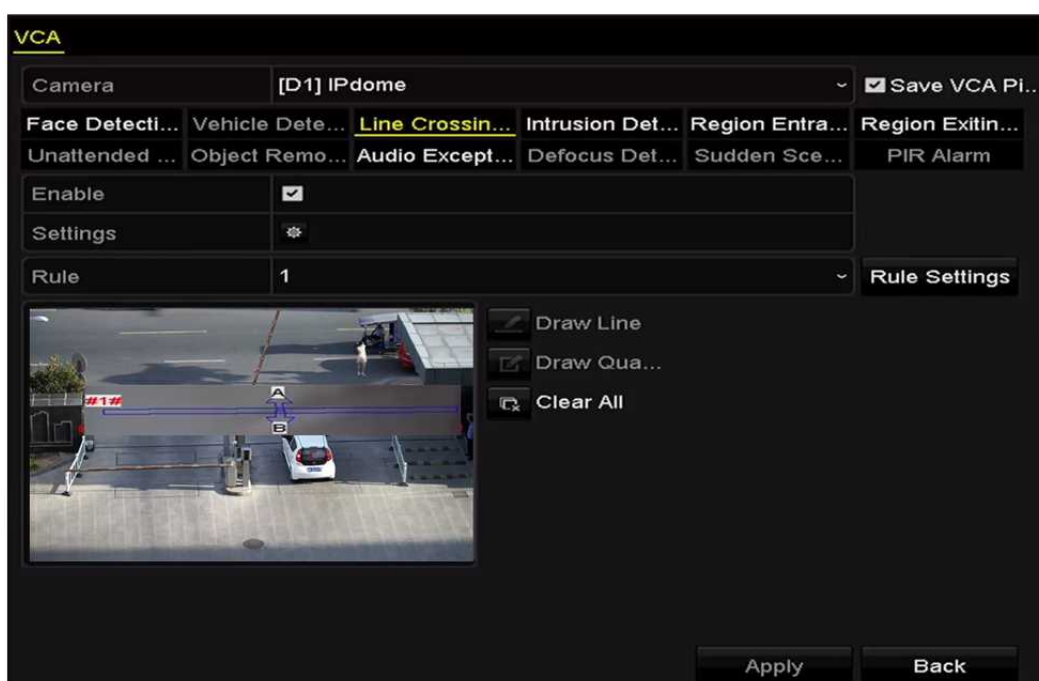 VCA
Camera [D1] IPdome Save VCA Pi..
Face Detecti... Vehicle Dete... Line Crossin... Intrusion Det... Region Entra... Region Exitin...
Unattended ... Object Remo... Audio Except... Defocus Det... Sudden Sce... PIR Alarm
Enable
Settings
Rule 1 Rule Settings
Draw Line
Draw Qua...
Clear All
#1#
A
B
Apply Back